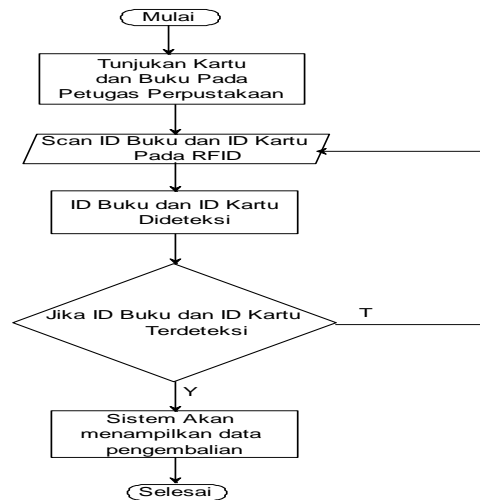 Mulai
Tunjukan Kartu
dan Buku Pada
Petugas Perpustakaan
Scan ID Buku dan ID Kartu
Pada RFID
ID Buku dan ID Kartu
Dideteksi
Jika ID Buku dan ID Kartu
Terdeteksi
T
Y
Sistem Akan
menampilkan data
pengembalian
Selesai